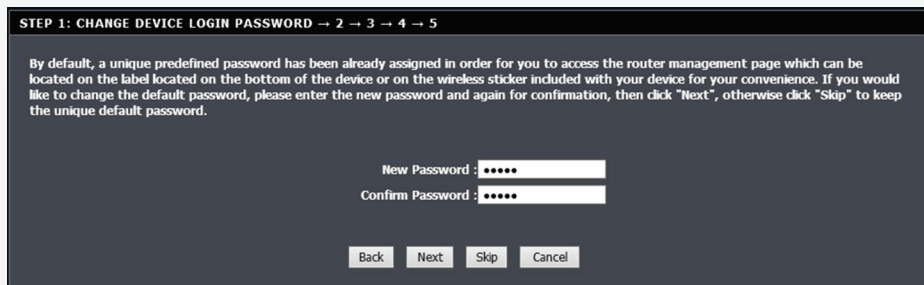 STEP 1: CHANGE DEVICE LOGIN PASSWORD → 2 → 3 → 4 → 5
By default, a unique predefined password has been already assigned in order for you to access the router management page which can be
located on the label located on the bottom of the device or on the wireless sticker included with your device for your convenience. If you would
like to change the default password, please enter the new password and again for confirmation, then click "Next", otherwise click "Skip" to keep
the unique default password.
New Password : •••••
Confirm Password : •••••
Back Next Skip Cancel